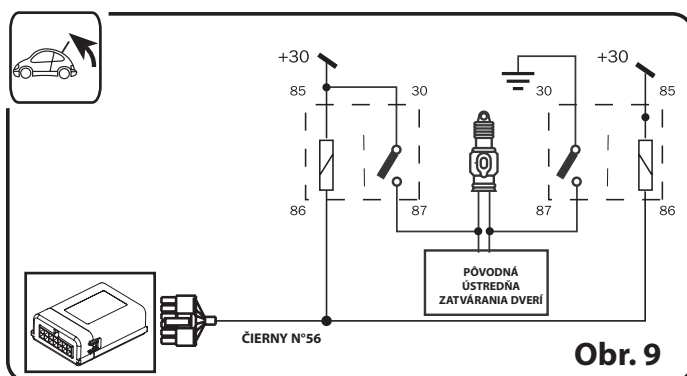 +30
+30
85
30
30
85
86
87
87
86
PÔVODNÁ
ÚSTREDŇA
ZATVÁRANIA DVERÍ
ČIERNY N°56
Obr. 9